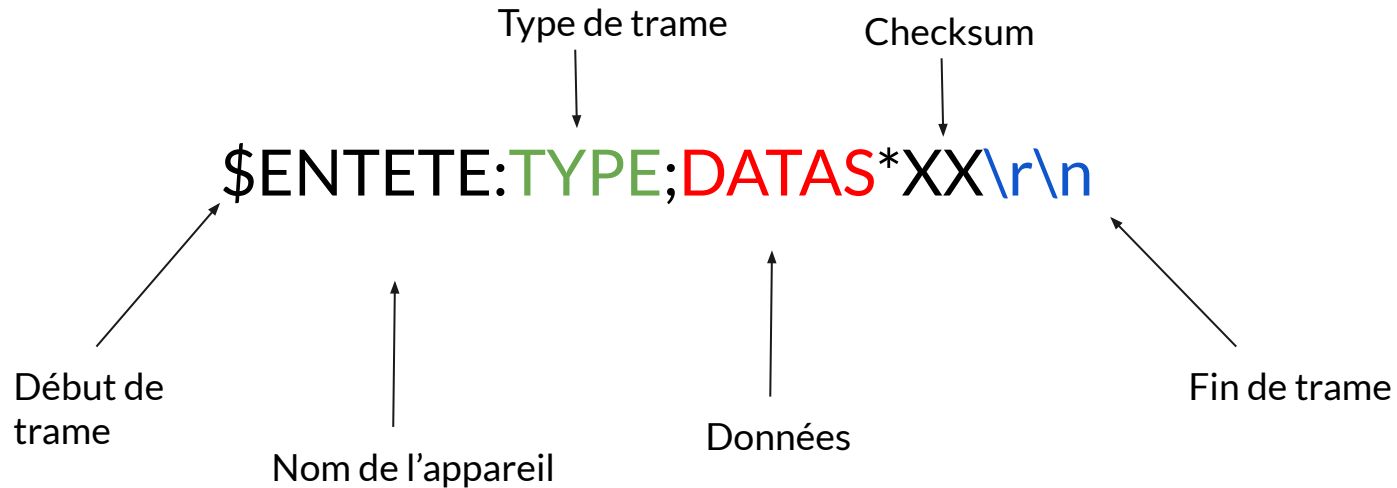 Type de trame
Checksum
$ENTETE:TYPE;DATAS*XX\r\n
Début de
trame
Nom de l’appareil
Données
Fin de trame